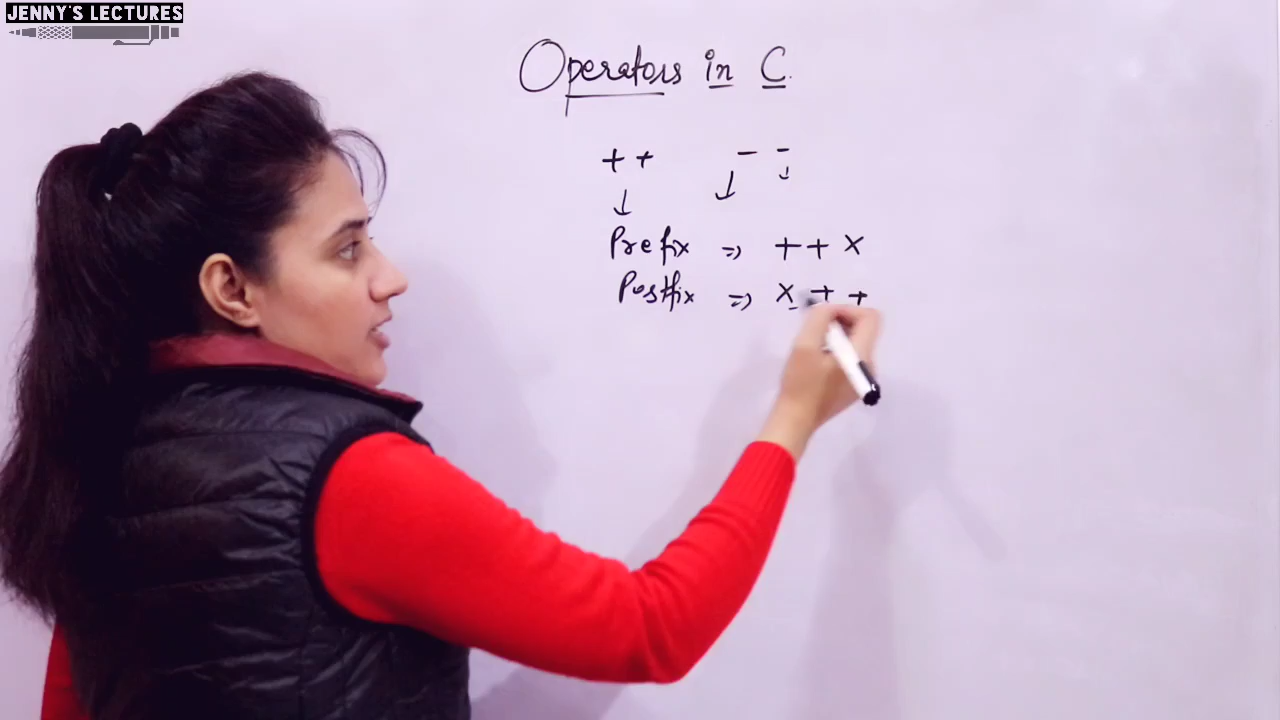 JENNY'S LECTURES
Operators in C.
++ --
↓ ↓ ↓
Prefix => ++x
Postfix => x++